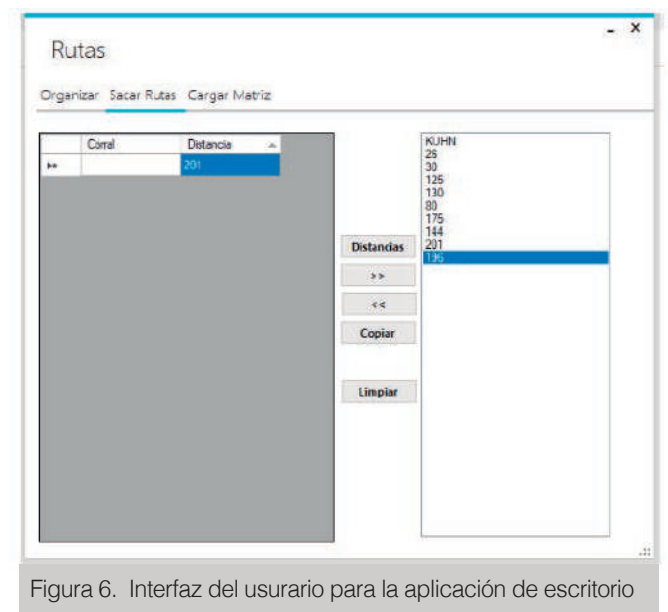 Rutas
Organizar Sacar Rutas Cargar Matriz
Corral Distancia
201
KUHN
25
30
125
130
80
175
144
201
196
Distancias
>>
<<
Copiar
Limpiar
Figura 6. Interfaz del usurario para la aplicación de escritorio